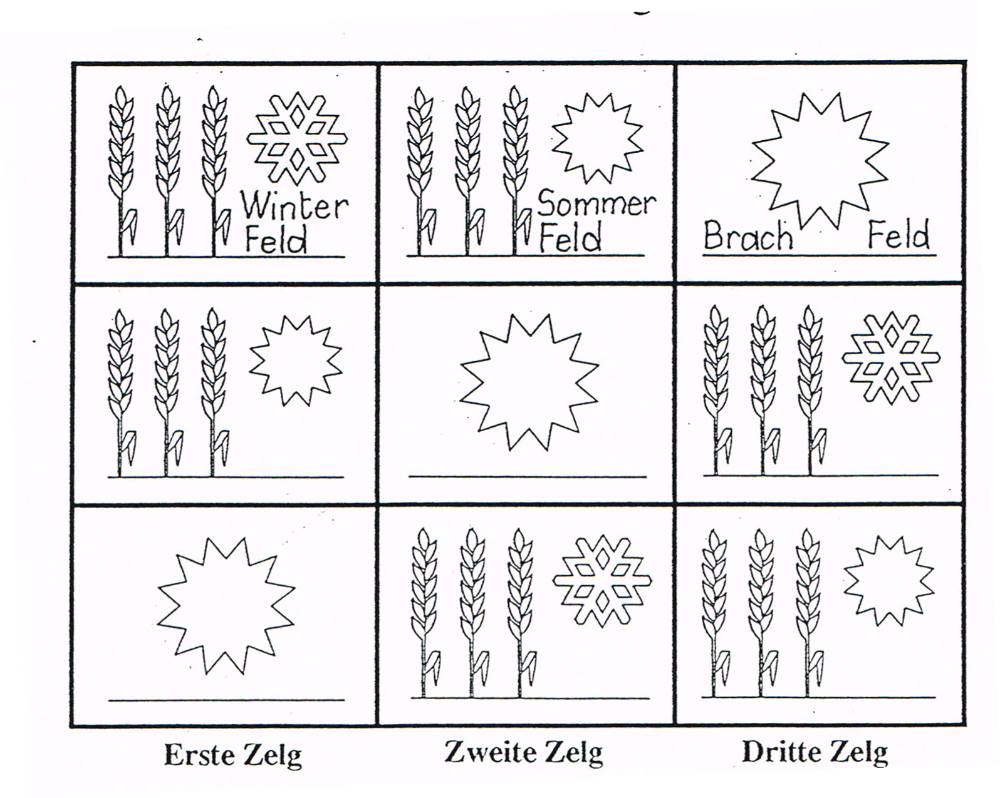 Winter
Feld
Sommer
Feld
Brach Feld
Erste Zelg
Zweite Zelg
Dritte Zelg